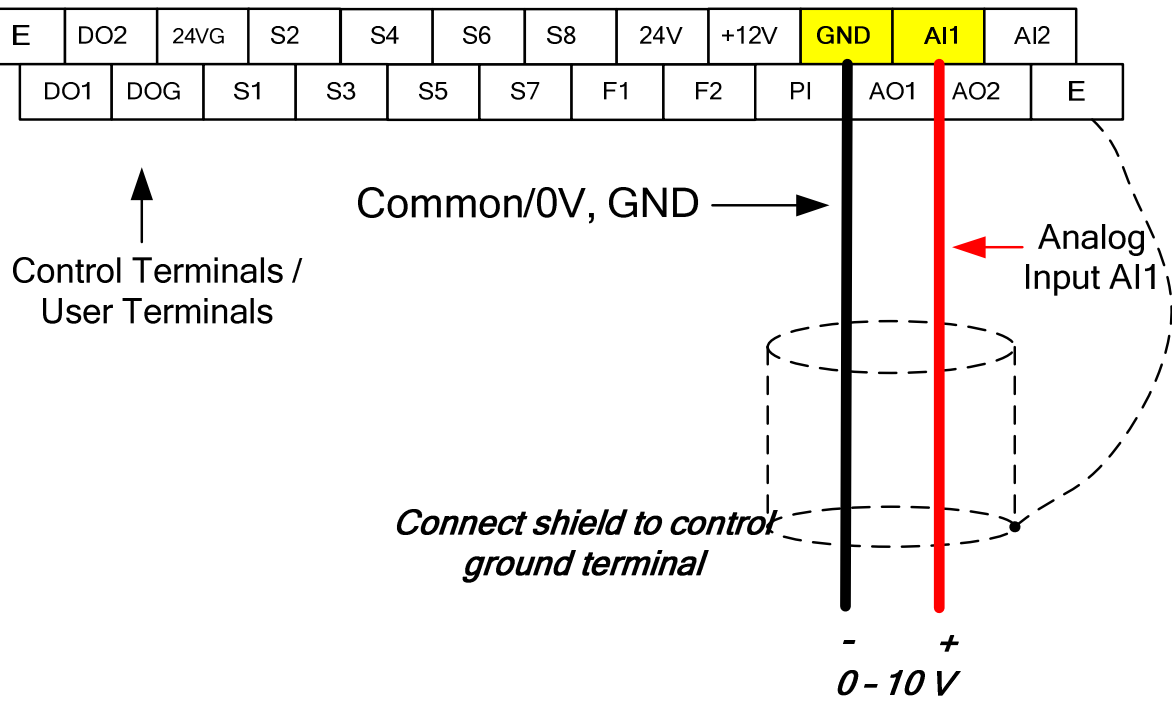 E DO2 24VG S2 S4 S6 S8 24V +12V GND AI1 AI2
DO1 DOG S1 S3 S5 S7 F1 F2 PI AO1 AO2 E
Common/0V, GND
Analog
Input AI1
Control Terminals /
User Terminals
Connect shield to control
ground terminal
- +
0 - 10 V